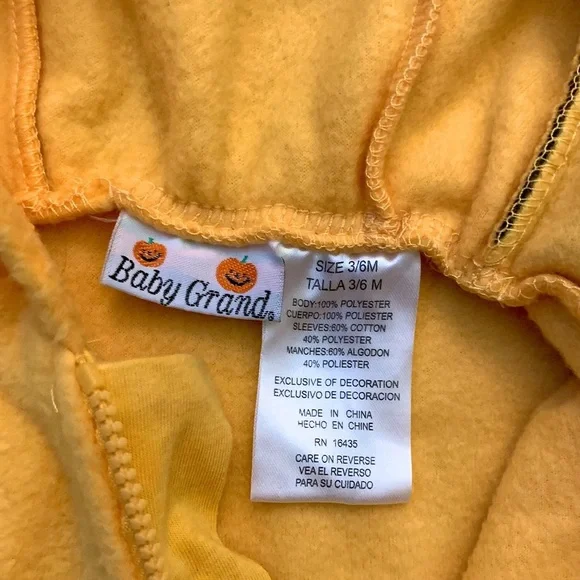 Baby Grand
SIZE 3/6M
TALLA 3/6 M
BODY:100% POLYESTER
CUERPO:100% POLIESTER
SLEEVES:60% COTTON
40% POLYESTER
MANCHES:60% ALGODON
40% POLIESTER
EXCLUSIVE OF DECORATION
EXCLUSIVO DE DECORACION
MADE IN CHINA
HECHO EN CHINE
RN 16435
CARE ON REVERSE
VEA EL REVERSO
PARA SU CUIDADO